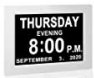 THURSDAY
EVENING
8:00 P.M.
SEPTEMBER 3, 2020